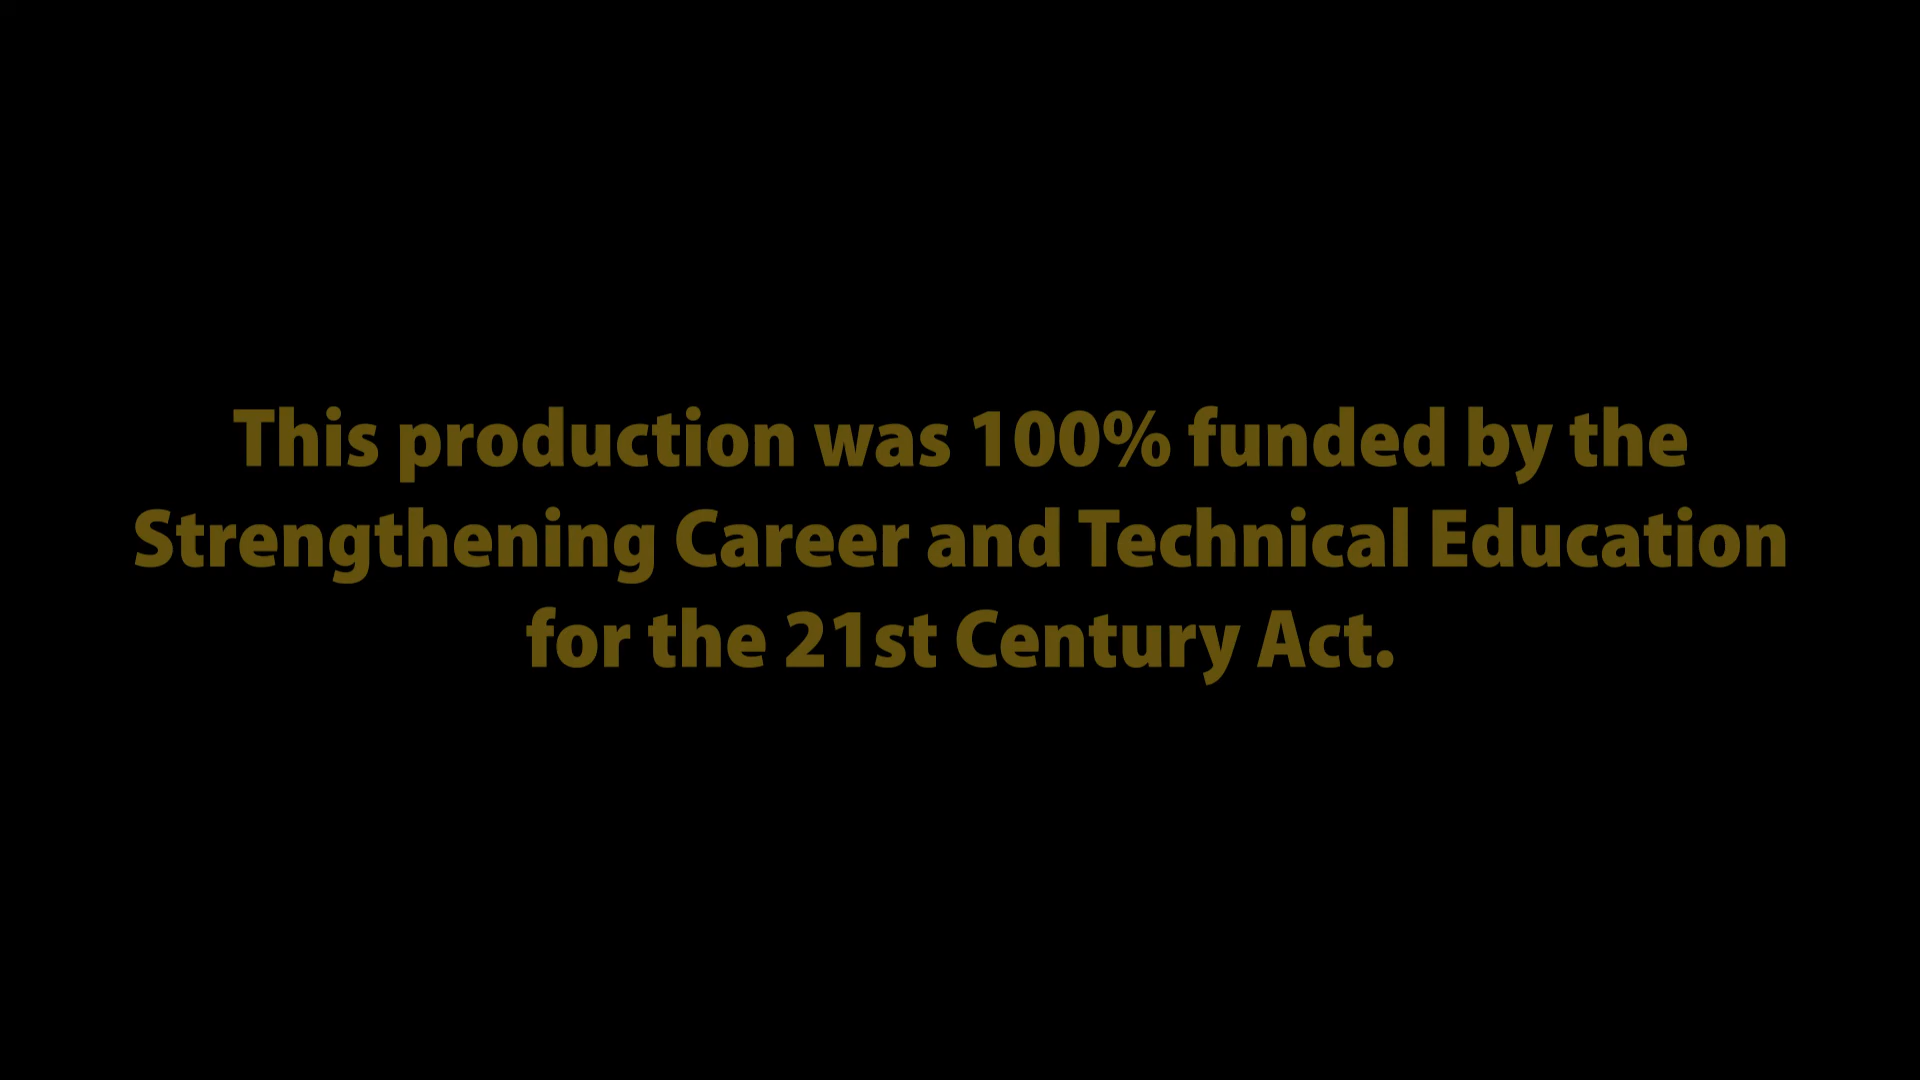 This production was 100% funded by the
Strengthening Career and Technical Education
for the 21st Century Act.